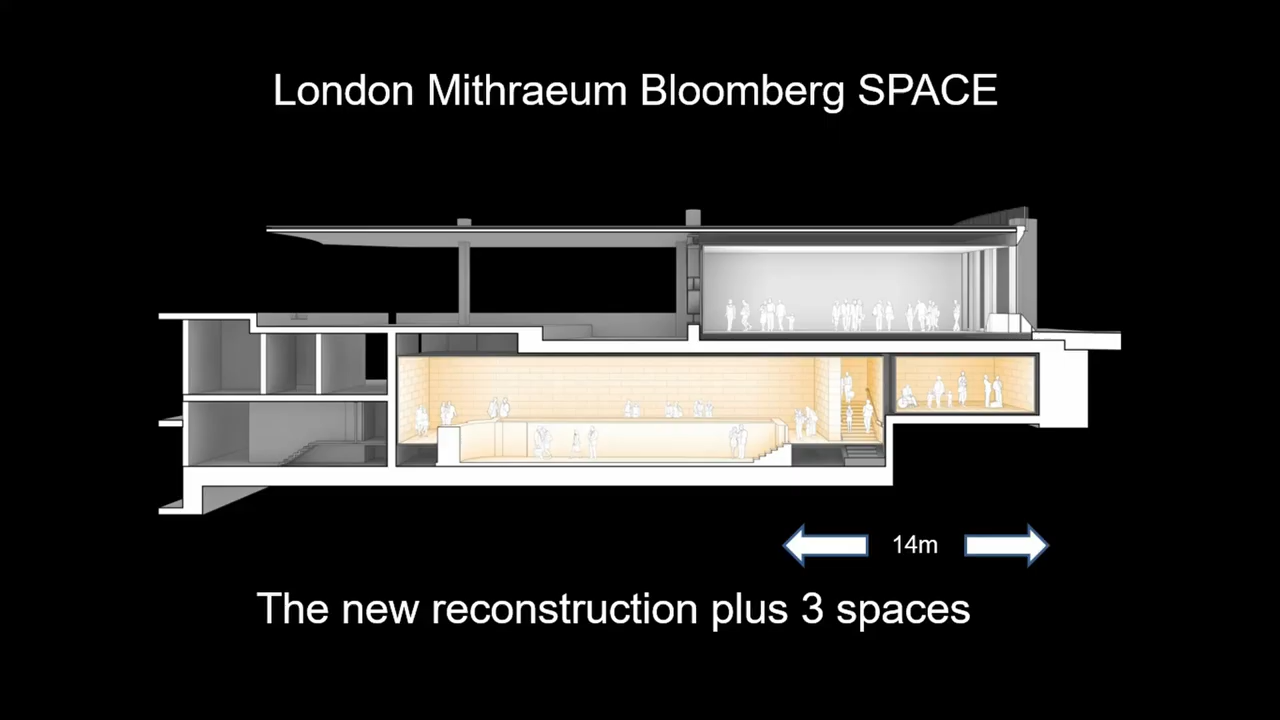 London Mithraeum Bloomberg SPACE
14m
The new reconstruction plus 3 spaces